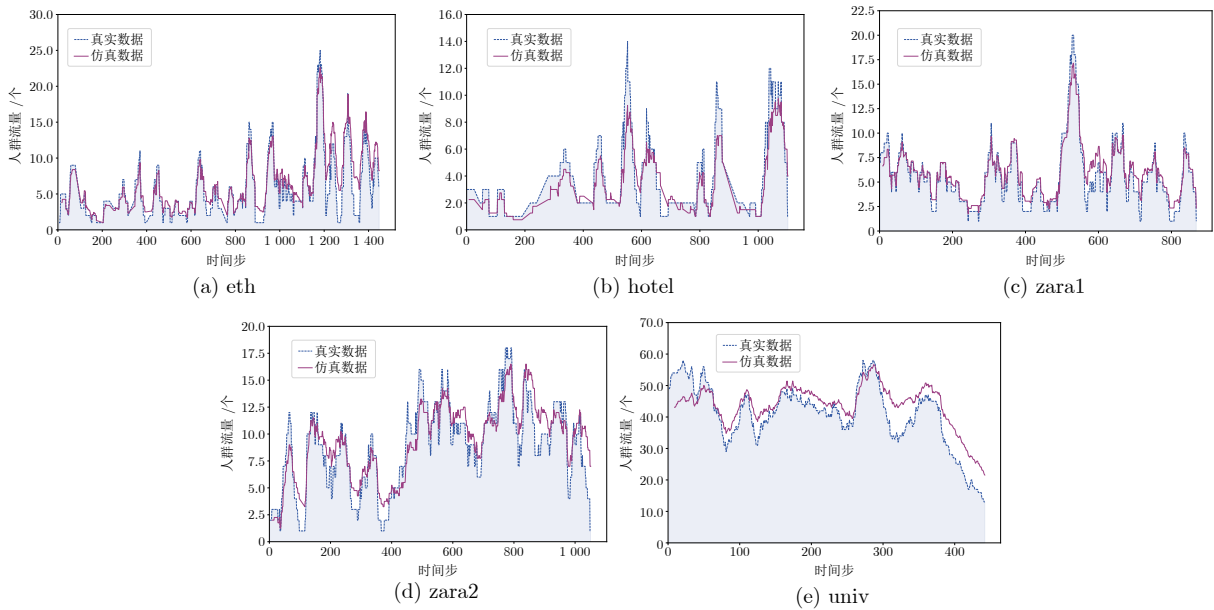 30.0
25.0
20.0
15.0
10.0
5.0
0
人群流量 /个
真实数据
仿真数据
0 200 400 600 800 1 000 1 200 1 400
时间步
(a) eth
16.0
14.0
12.0
10.0
8.0
6.0
4.0
2.0
0
人群流量 /个
真实数据
仿真数据
0 200 400 600 800 1 000
时间步
(b) hotel
22.5
20.0
17.5
15.0
12.5
10.0
7.5
5.0
2.5
0
人群流量 /个
真实数据
仿真数据
0 200 400 600 800
时间步
(c) zara1
20.0
17.5
15.0
12.5
10.0
7.5
5.0
2.5
0
人群流量 /个
真实数据
仿真数据
0 200 400 600 800 1 000
时间步
(d) zara2
70.0
60.0
50.0
40.0
30.0
20.0
10.0
0
人群流量 /个
真实数据
仿真数据
0 100 200 300 400
时间步
(e) univ